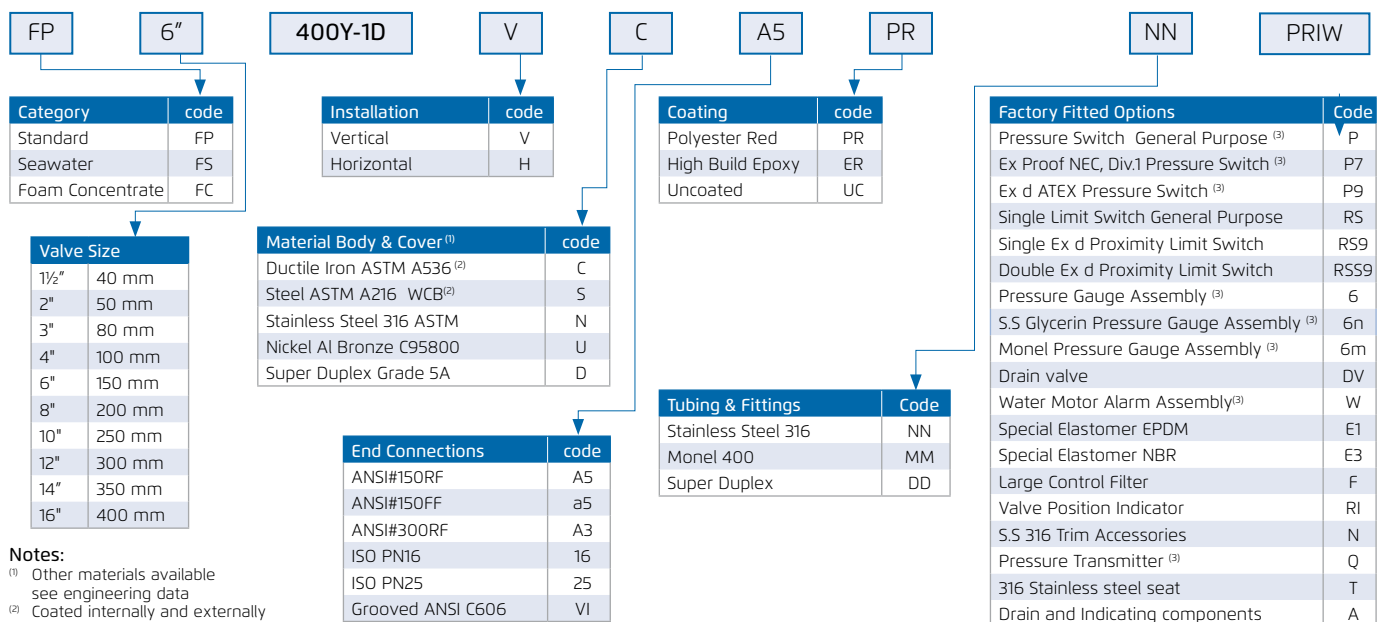 FP 6″ 400Y-1D V C A5 PR NN PRIW
Category code
Standard FP
Seawater FS
Foam Concentrate FC
Installation code
Vertical V
Horizontal H
Coating code
Polyester Red PR
High Build Epoxy ER
Uncoated UC
Factory Fitted Options Code
Pressure Switch General Purpose (3) P
Ex Proof NEC, Div.1 Pressure Switch (3) P7
Ex d ATEX Pressure Switch (3) P9
Single Limit Switch General Purpose RS
Single Ex d Proximity Limit Switch RS9
Double Ex d Proximity Limit Switch RSS9
Pressure Gauge Assembly (3) 6
S.S Glycerin Pressure Gauge Assembly (3) 6n
Monel Pressure Gauge Assembly (3) 6m
Drain valve DV
Water Motor Alarm Assembly(3) W
Special Elastomer EPDM E1
Special Elastomer NBR E3
Large Control Filter F
Valve Position Indicator RI
S.S 316 Trim Accessories N
Pressure Transmitter (3) Q
316 Stainless steel seat T
Drain and Indicating components A
Valve Size
1½″ 40 mm
2" 50 mm
3" 80 mm
4" 100 mm
6" 150 mm
8" 200 mm
10" 250 mm
12" 300 mm
14″ 350 mm
16" 400 mm
Material Body & Cover (1) code
Ductile Iron ASTM A536 (2) C
Steel ASTM A216 WCB(2) S
Stainless Steel 316 ASTM N
Nickel Al Bronze C95800 U
Super Duplex Grade 5A D
Tubing & Fittings Code
Stainless Steel 316 NN
Monel 400 MM
Super Duplex DD
End Connections code
ANSI#150RF A5
ANSI#150FF a5
ANSI#300RF A3
ISO PN16 16
ISO PN25 25
Grooved ANSI C606 VI
Notes:
(1) Other materials available
see engineering data
(2) Coated internally and externally